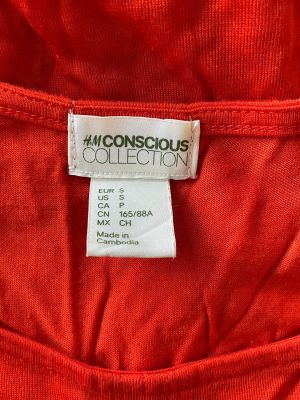 H&M CONSCIOUS
COLLECTION
EUR S
US S
CA P
CN 165/88A
MX CH
Made in
Cambodia